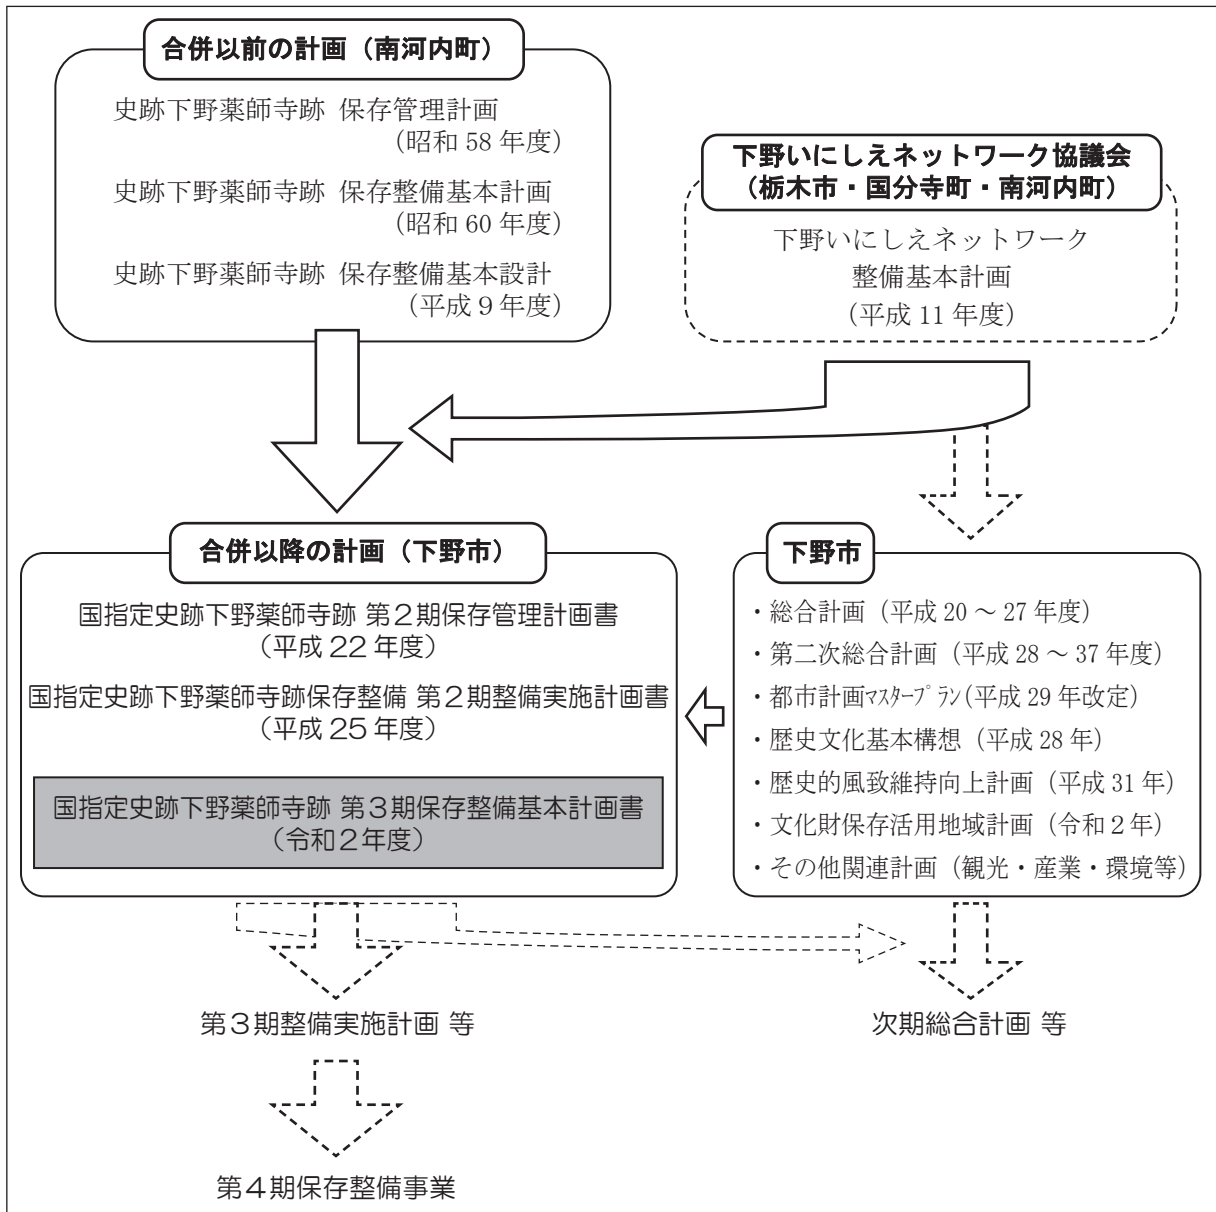 合併以前の計画（南河内町）
史跡下野薬師寺跡 保存管理計画
（昭和 58 年度）
史跡下野薬師寺跡 保存整備基本計画
（昭和 60 年度）
史跡下野薬師寺跡 保存整備基本設計
（平成 9 年度）
下野いにしえネットワーク協議会
（栃木市・国分寺町・南河内町）
下野いにしえネットワーク
整備基本計画
（平成 11 年度）
合併以降の計画（下野市）
国指定史跡下野薬師寺跡 第２期保存管理計画書
（平成 22 年度）
国指定史跡下野薬師寺跡保存整備 第２期整備実施計画書
（平成 25 年度）
国指定史跡下野薬師寺跡 第３期保存整備基本計画書
（令和２年度）
下野市
・総合計画（平成 20 ～ 27 年度）
・第二次総合計画（平成 28 ～ 37 年度）
・都市計画ﾏｽﾀｰﾌﾟﾗﾝ（平成 29 年改定）
・歴史文化基本構想（平成 28 年）
・歴史的風致維持向上計画（平成 31 年）
・文化財保存活用地域計画（令和 2 年）
・その他関連計画（観光・産業・環境等）
第３期整備実施計画 等
次期総合計画 等
第４期保存整備事業